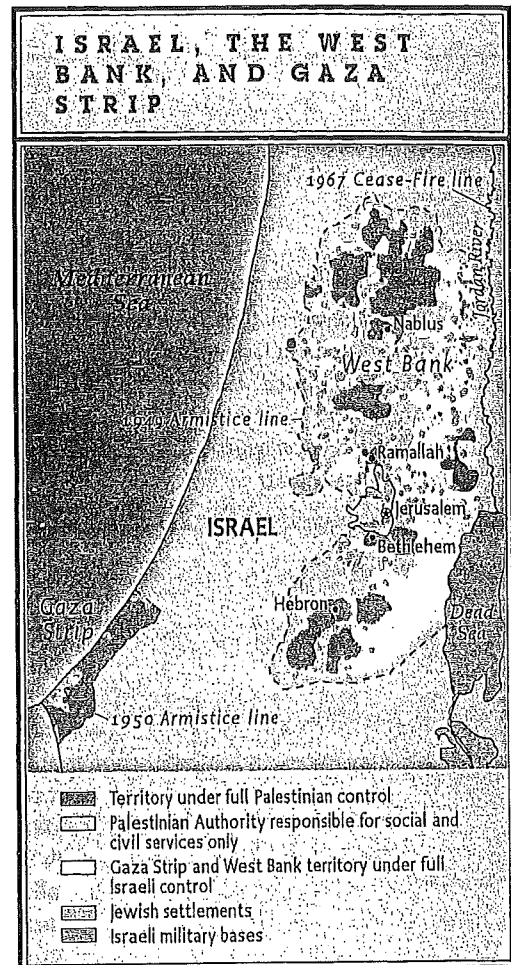 ISRAEL, THE WEST
BANK, AND GAZA
STRIP
1967 Cease-Fire line
Mediterranean
Sea
Jordan River
Nablus
West Bank
1949 Armistice line
Ramallah
Jerusalem
ISRAEL
Bethlehem
Gaza
Strip
Hebron
Dead
Sea
1950 Armistice line
Territory under full Palestinian control
Palestinian Authority responsible for social and
civil services only
Gaza Strip and West Bank territory under full
Israeli control
Jewish settlements
Israeli military bases